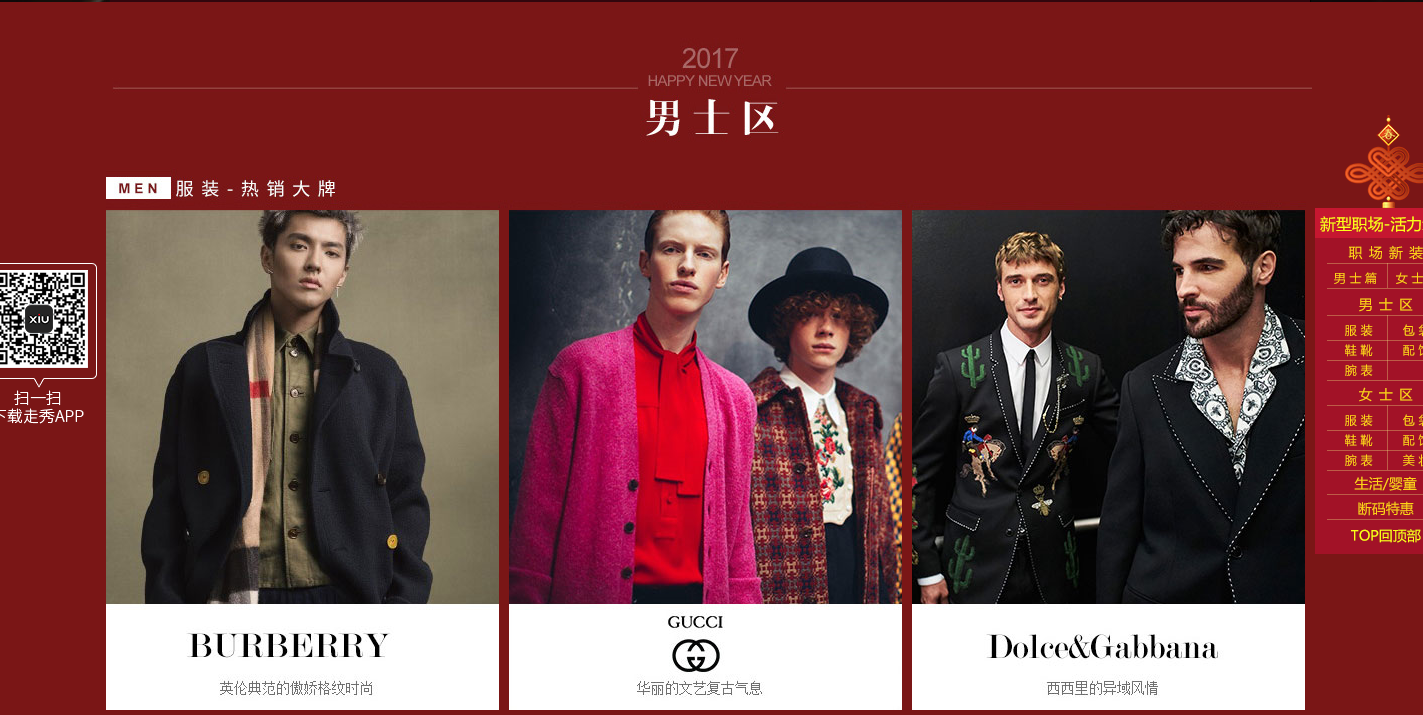 2017
HAPPY NEW YEAR
男士区
MEN 服装-热销大牌
XIU
扫一扫
下载走秀APP
BURBERRY
英伦典范的傲娇格纹时尚
GUCCI
华丽的文艺复古气息
Dolce&Gabbana
西西里的异域风情
春
新型职场-活力
职场新装
男士篇 女士
男士区
服装 包袋
鞋靴 配饰
腕表
女士区
服装 包袋
鞋靴 配饰
腕表 美妆
生活/婴童
断码特惠
TOP回顶部